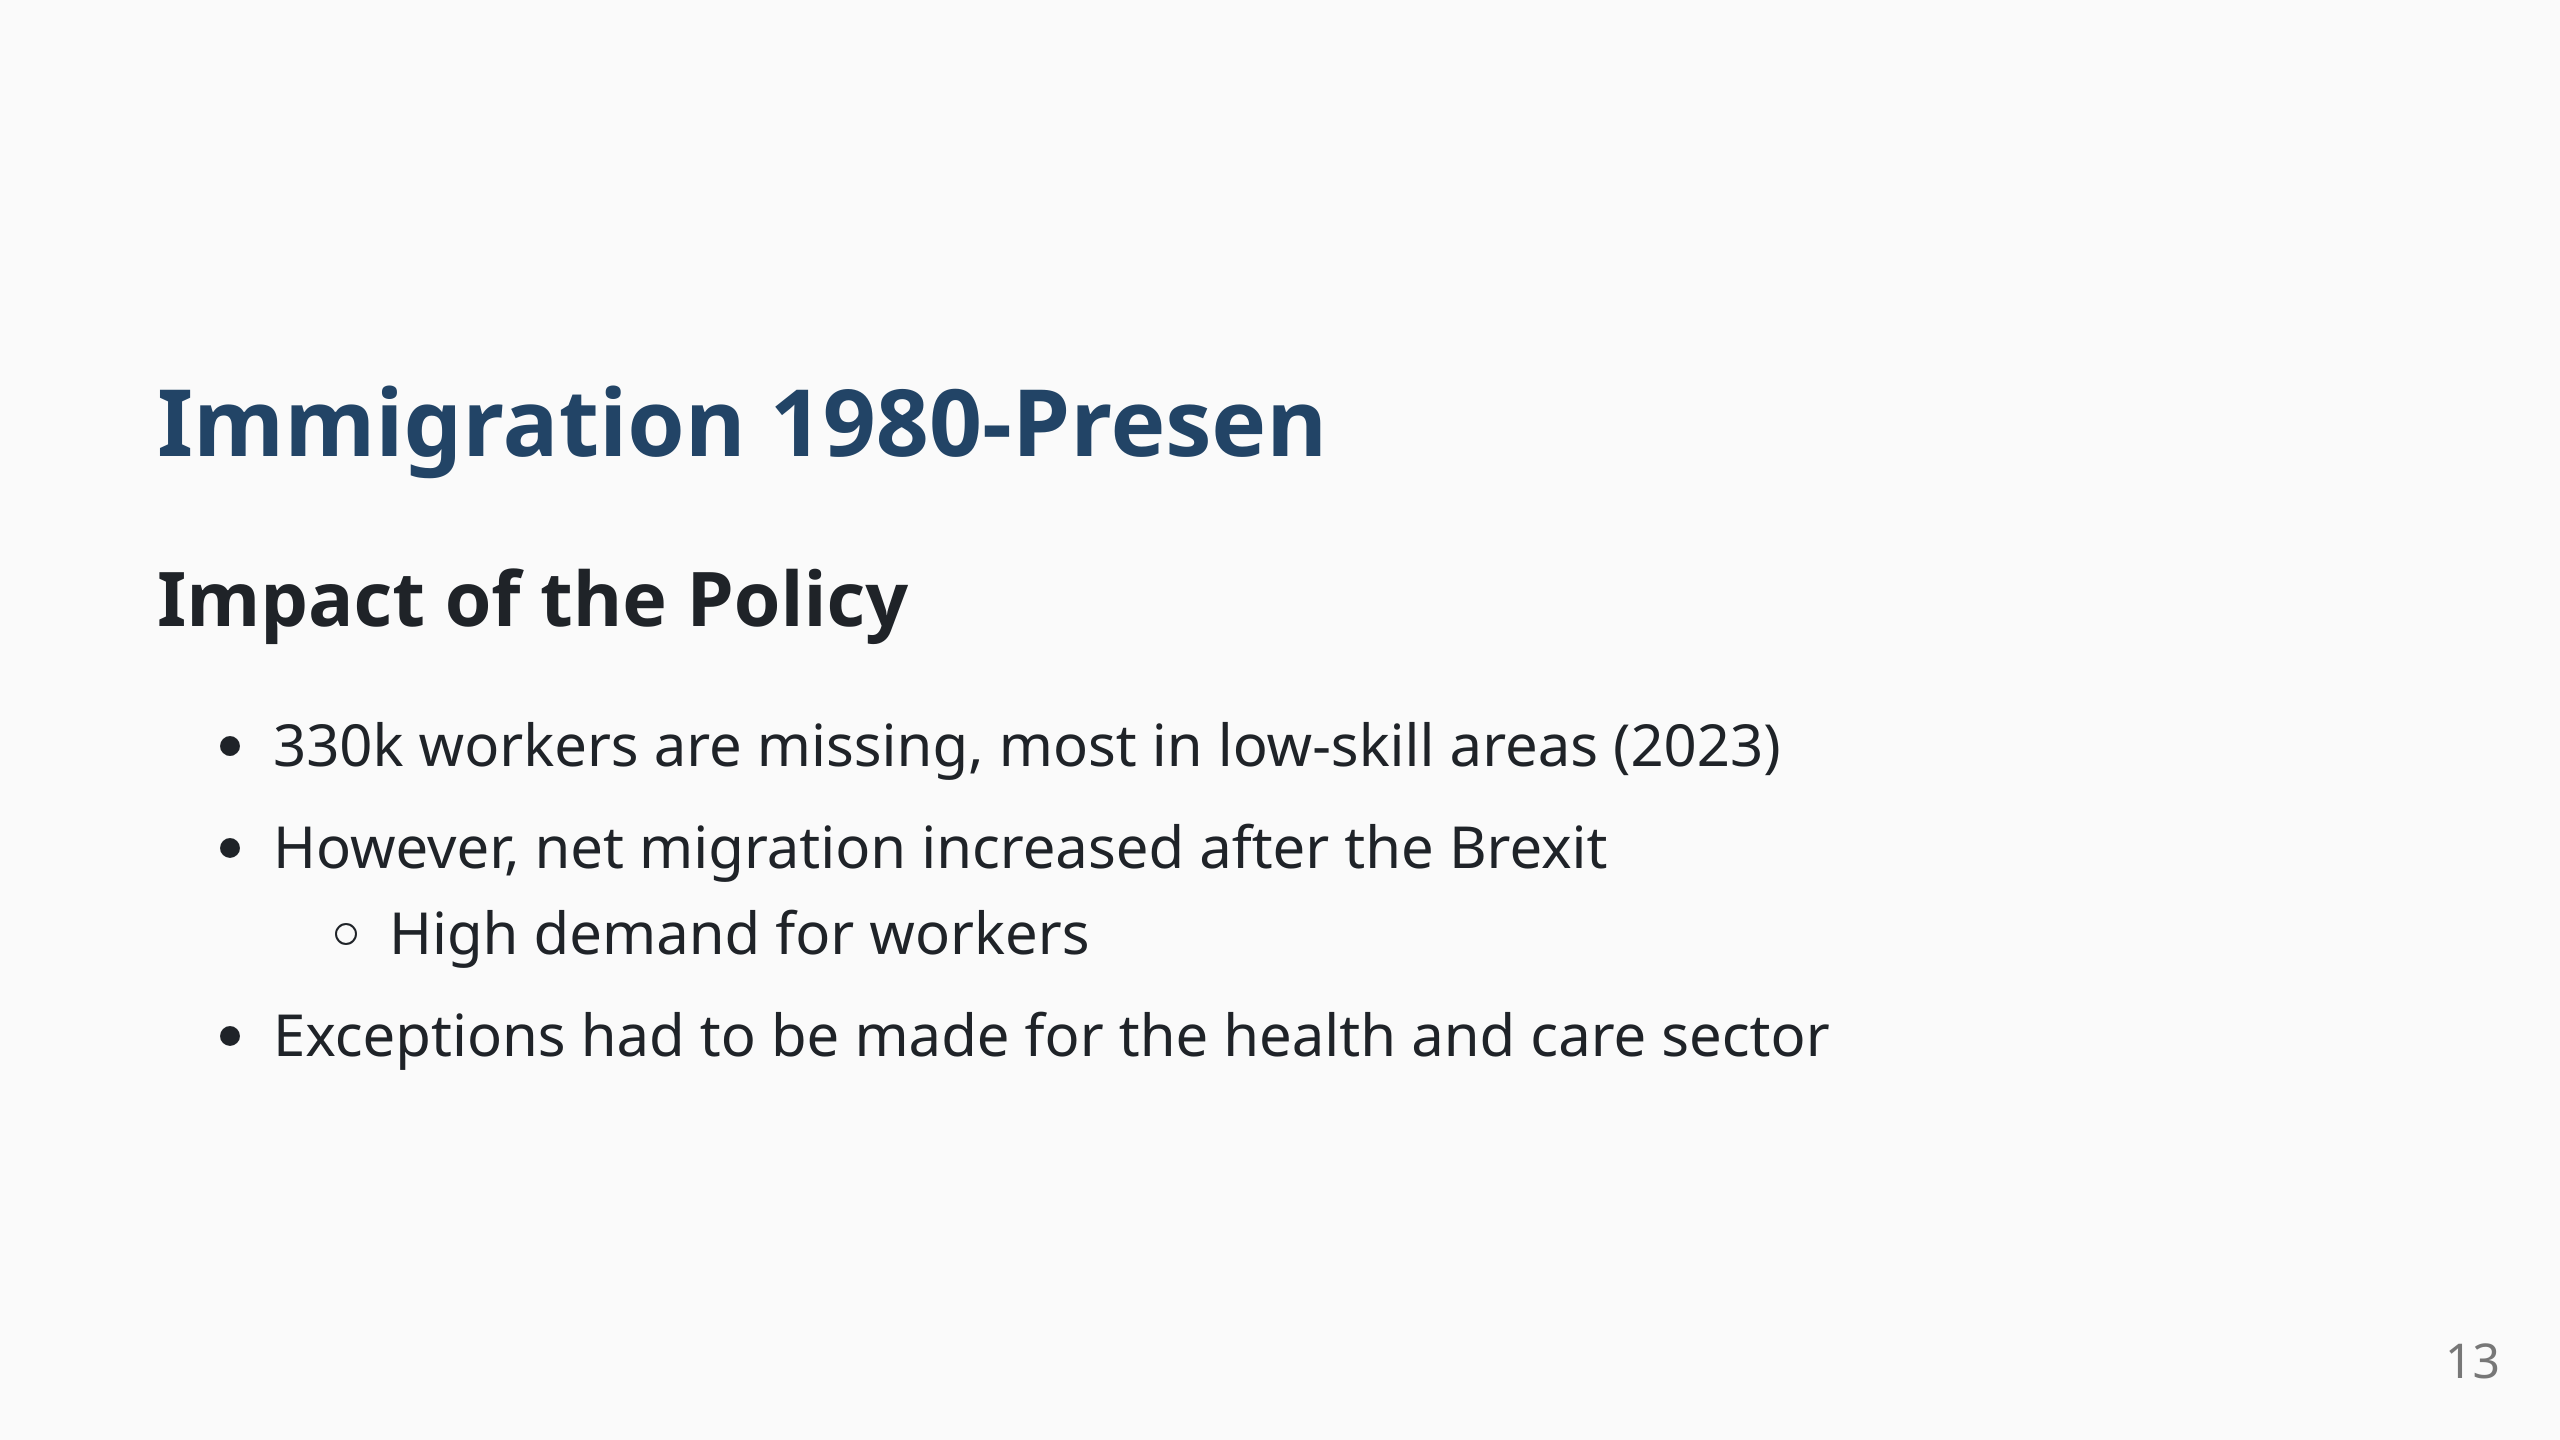 Immigration 1980-Presen
Impact of the Policy
330k workers are missing, most in low-skill areas (2023)
However, net migration increased after the Brexit
High demand for workers
Exceptions had to be made for the health and care sector
13